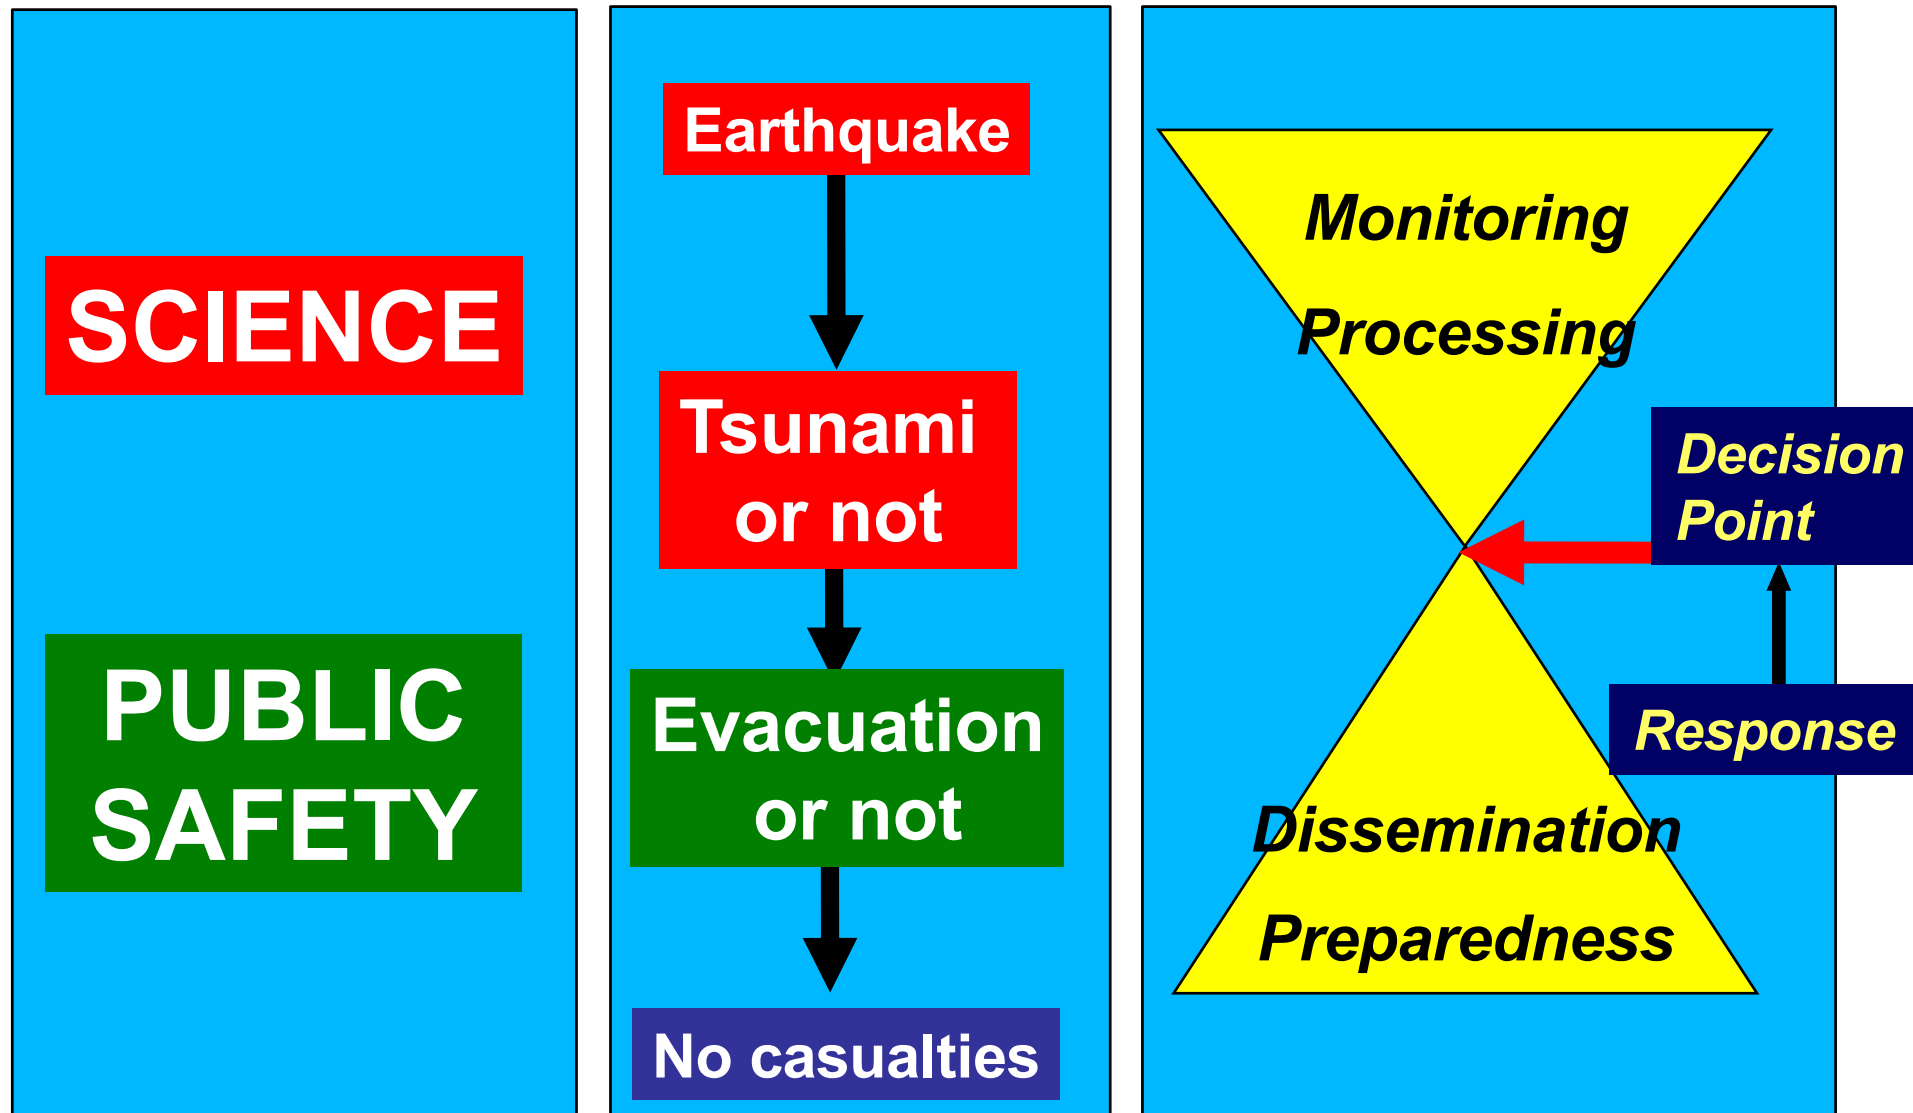 SCIENCE
PUBLIC
SAFETY
Earthquake
Tsunami
or not
Evacuation
or not
No casualties
Monitoring
Processing
Decision
Point
Response
Dissemination
Preparedness